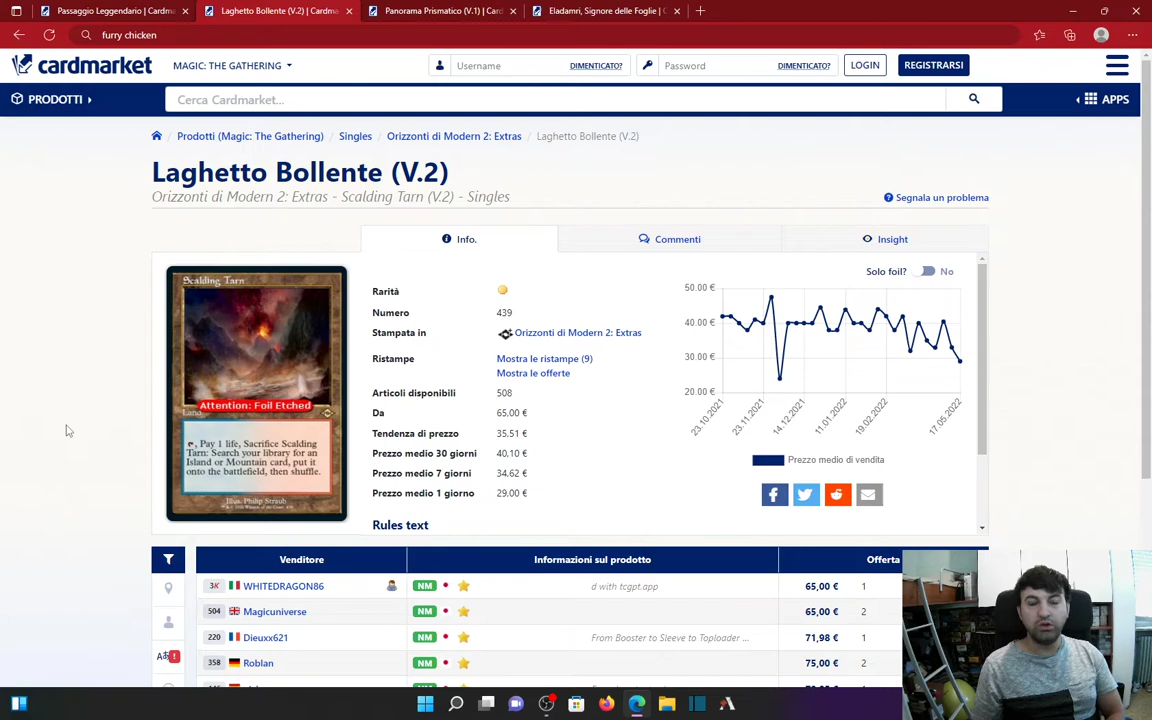 Passaggio Leggendario | Cardma
Laghetto Bollente (V.2) | Cardma
Panorama Prismatico (V.1) | Card
Eladamri, Signore delle Foglie | C
furry chicken
cardmarket
MAGIC: THE GATHERING
Username
DIMENTICATO?
Password
DIMENTICATO?
LOGIN
REGISTRARSI
PRODOTTI
Cerca Cardmarket...
APPS
/ Prodotti (Magic: The Gathering) / Singles / Orizzonti di Modern 2: Extras / Laghetto Bollente (V.2)
Laghetto Bollente (V.2)
Orizzonti di Modern 2: Extras - Scalding Tarn (V.2) - Singles
Segnala un problema
Info.
Commenti
Insight
Solo foil? No
Scalding Tarn
Attention: Foil Etched
Land
, Pay 1 life, Sacrifice Scalding
Tarn: Search your library for an
Island or Mountain card, put it
onto the battlefield, then shuffle.
Illus. Philip Straub
Rarità
Numero 439
Stampata in Orizzonti di Modern 2: Extras
Ristampe Mostra le ristampe (9)
Mostra le offerte
Articoli disponibili 508
Da 65,00 €
Tendenza di prezzo 35,51 €
Prezzo medio 30 giorni 40,10 €
Prezzo medio 7 giorni 34,62 €
Prezzo medio 1 giorno 29,00 €
Rules text
50.00 €
40.00 €
30.00 €
20.00 €
23.10.2021
23.11.2021
14.12.2021
11.01.2022
19.02.2022
17.05.2022
Prezzo medio di vendita
Venditore
Informazioni sul prodotto
Offerta
3K WHITEDRAGON86 NM d with tcgpt.app 65,00 € 1
504 Magicuniverse NM 65,00 € 2
220 Dieuxx621 NM From Booster to Sleeve to Toploader ... 71,98 € 1
358 Roblan NM 75,00 € 2